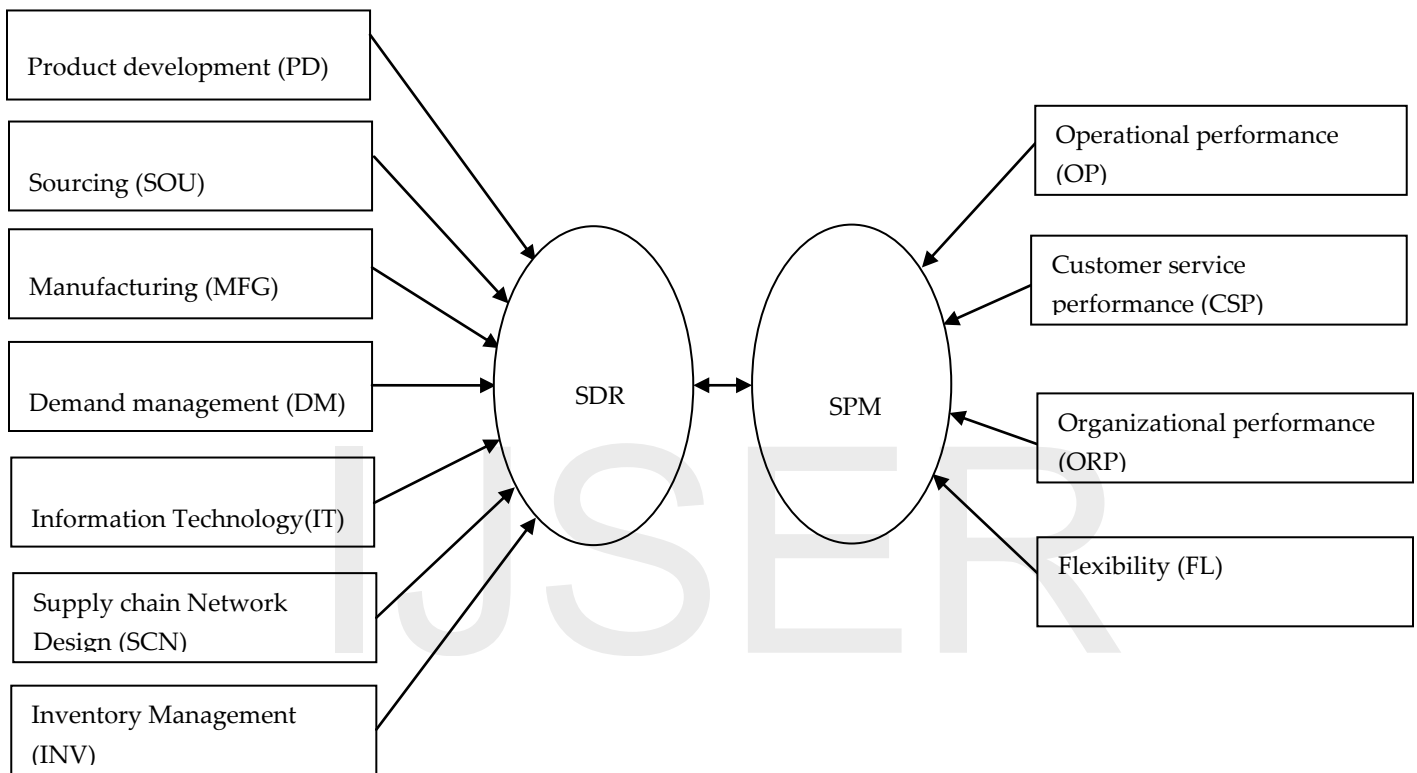 Product development (PD)
Sourcing (SOU)
Manufacturing (MFG)
Demand management (DM)
Information Technology(IT)
Supply chain Network
Design (SCN)
Inventory Management
(INV)
SDR
SPM
Operational performance
(OP)
Customer service
performance (CSP)
Organizational performance
(ORP)
Flexibility (FL)
IJSER